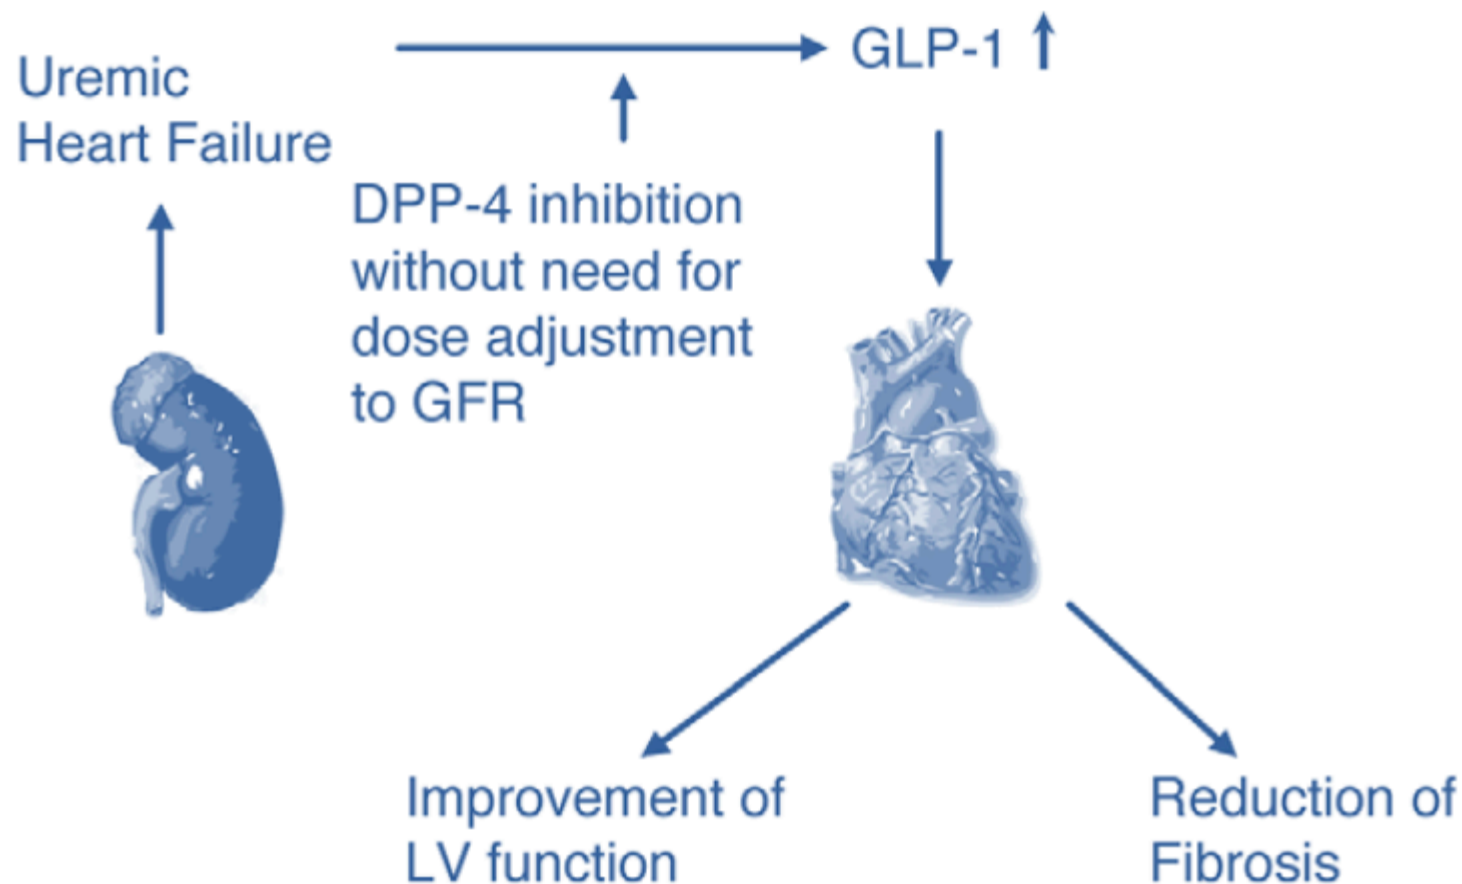 Uremic
Heart Failure
GLP-1
DPP-4 inhibition
without need for
dose adjustment
to GFR
Improvement of
LV function
Reduction of
Fibrosis